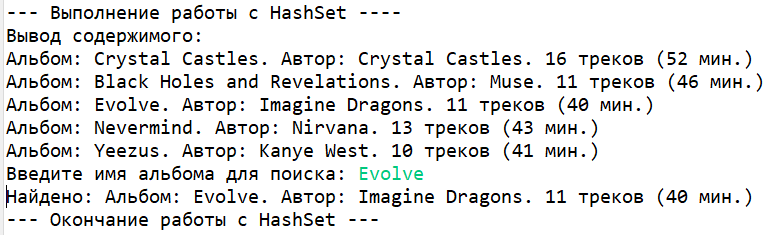 --- Выполнение работы с HashSet ----
Вывод содержимого:
Альбом: Crystal Castles. Автор: Crystal Castles. 16 треков (52 мин.)
Альбом: Black Holes and Revelations. Автор: Muse. 11 треков (46 мин.)
Альбом: Evolve. Автор: Imagine Dragons. 11 треков (40 мин.)
Альбом: Nevermind. Автор: Nirvana. 13 треков (43 мин.)
Альбом: Yeezus. Автор: Kanye West. 10 треков (41 мин.)
Введите имя альбома для поиска: Evolve
Найдено: Альбом: Evolve. Автор: Imagine Dragons. 11 треков (40 мин.)
--- Окончание работы с HashSet ---